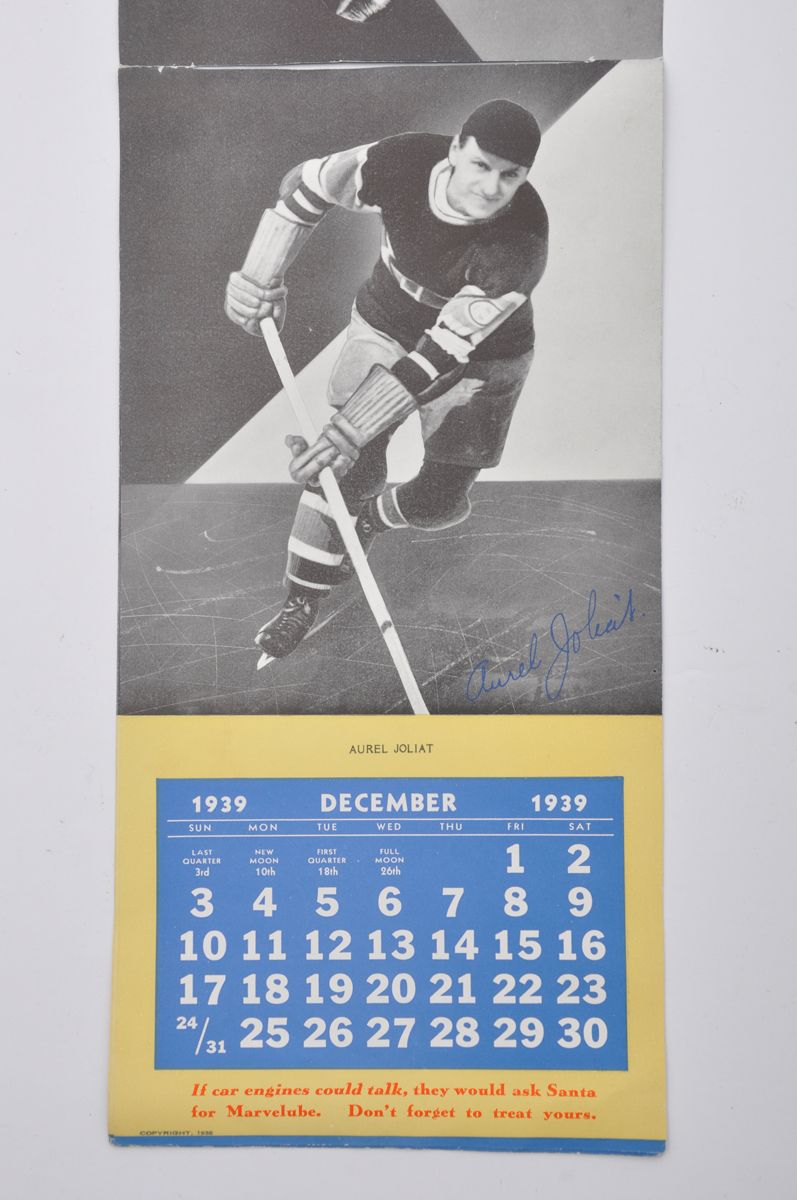 Aurel Joliat.
AUREL JOLIAT
1939 DECEMBER 1939
SUN MON TUE WED THU FRI SAT
LAST QUARTER 3rd NEW MOON 10th FIRST QUARTER 18th FULL MOON 26th 1 2
3 4 5 6 7 8 9
10 11 12 13 14 15 16
17 18 19 20 21 22 23
24/31 25 26 27 28 29 30
If car engines could talk, they would ask Santa
for Marvelube. Don't forget to treat yours.
COPYRIGHT, 1938